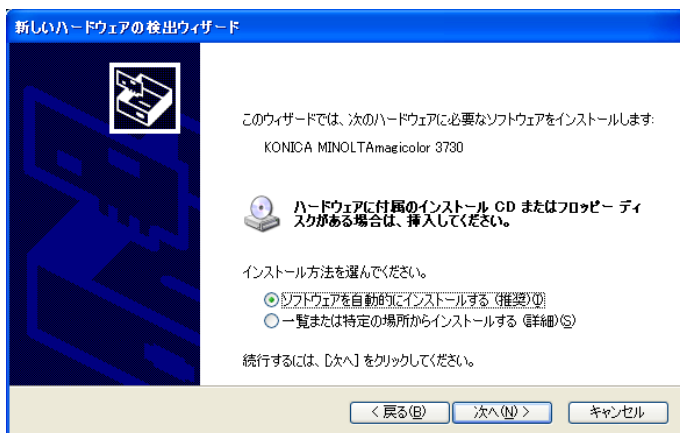 新しいハードウェアの検出ウィザード
このウィザードでは、次のハードウェアに必要なソフトウェアをインストールします:
KONICA MINOLTAmagicolor 3730
ハードウェアに付属のインストール CD またはフロッピー ディ
スクがある場合は、挿入してください。
インストール方法を選んでください。
ソフトウェアを自動的にインストールする (推奨)(I)
一覧または特定の場所からインストールする (詳細)(S)
続行するには、[次へ] をクリックしてください。
< 戻る(B) 次へ(N) > キャンセル